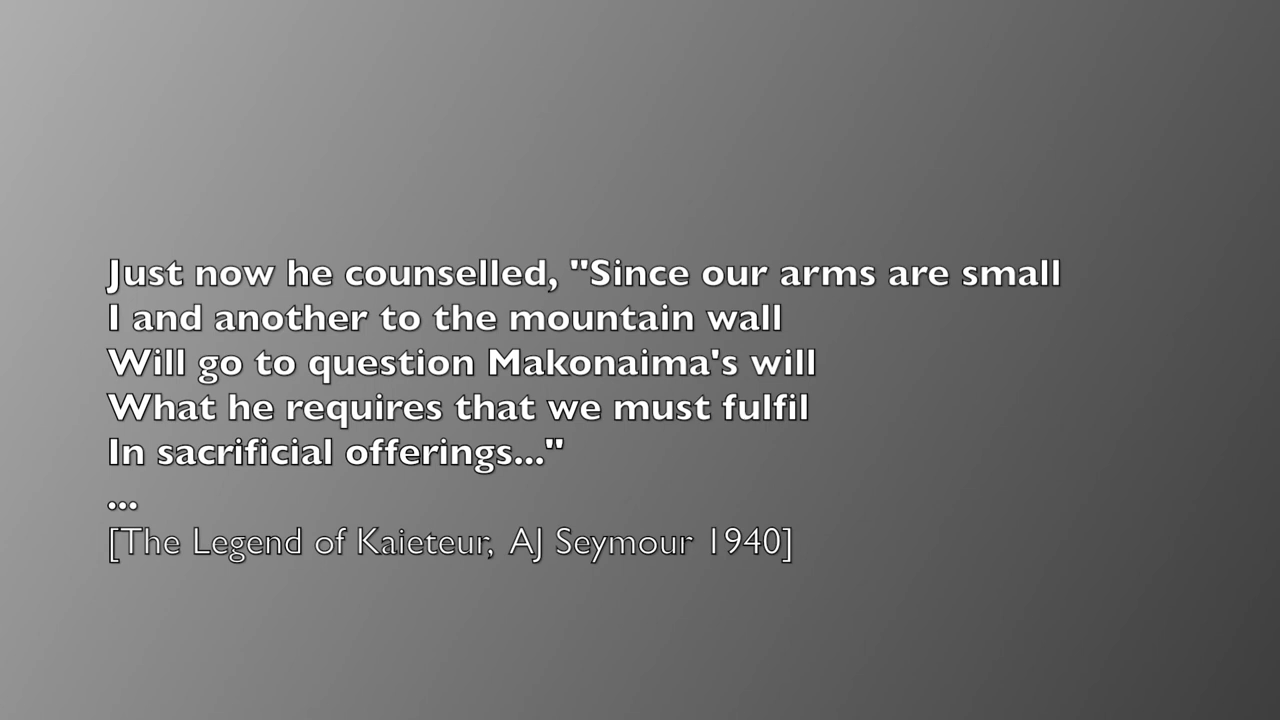 Just now he counselled, "Since our arms are small
I and another to the mountain wall
Will go to question Makonaima's will
What he requires that we must fulfil
In sacrificial offerings..."
...
[The Legend of Kaieteur, AJ Seymour 1940]